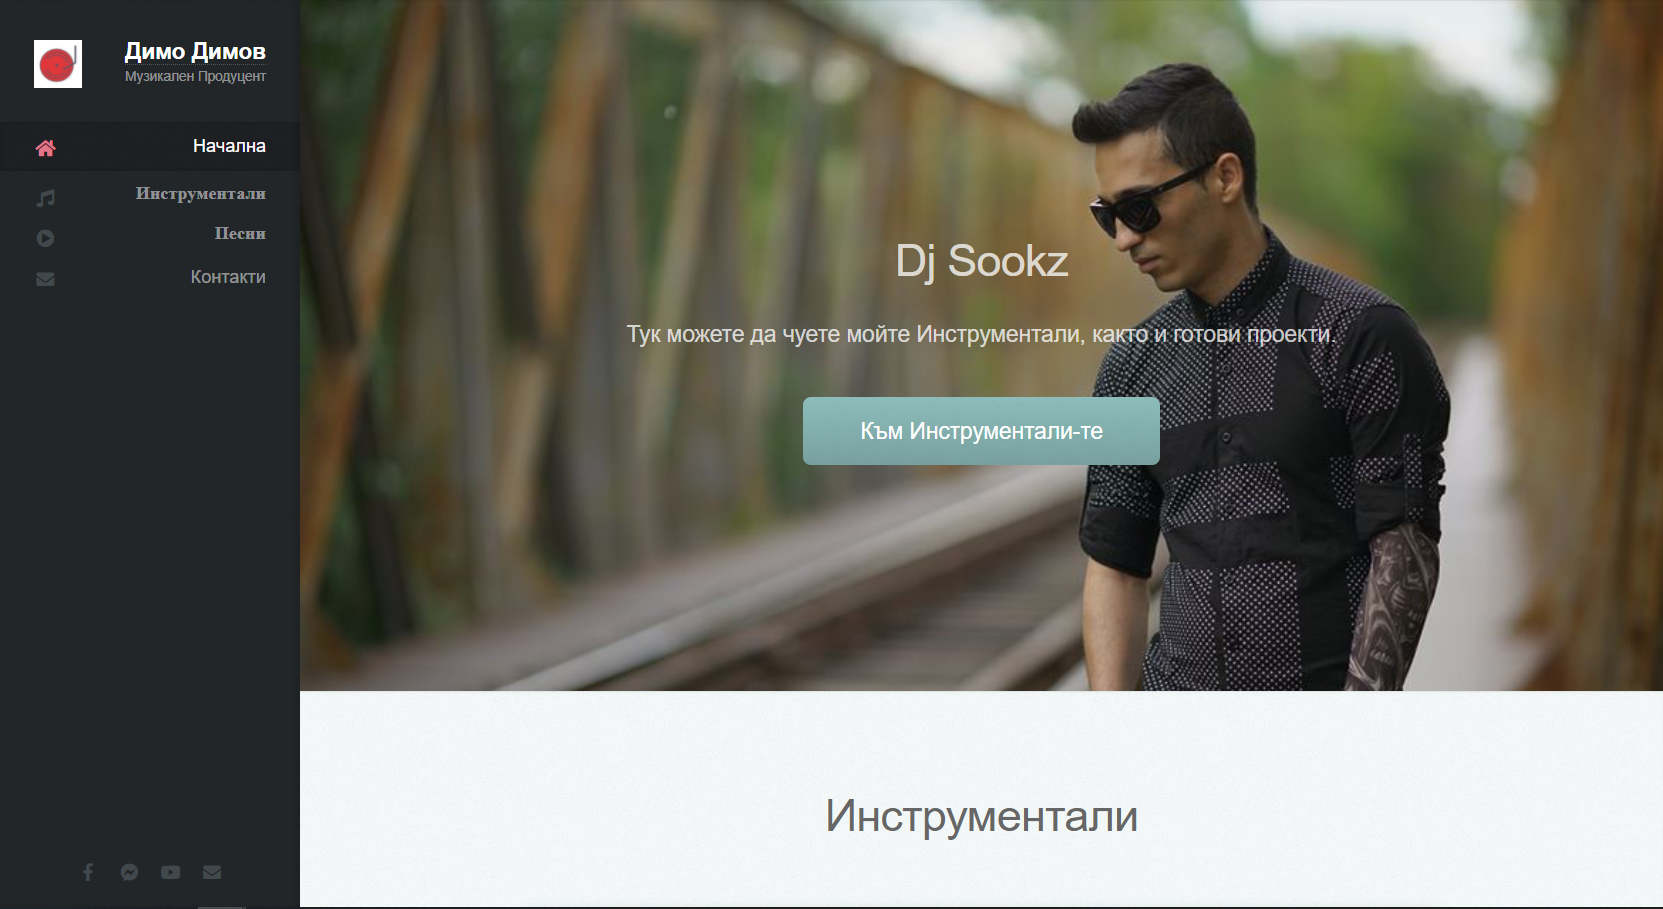 Димо Димов
Музикален Продуцент
Начална
Инструментали
Песни
Контакти
Dj Sookz
Тук можете да чуете мойте Инструментали, както и готови проекти.
Към Инструментали-те
Инструментали